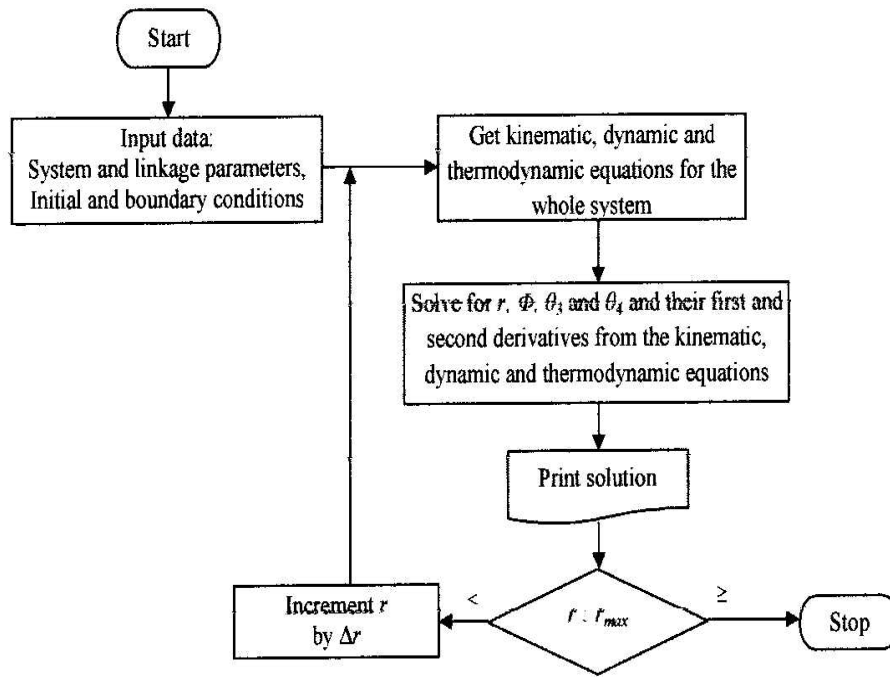 Start
Input data:
System and linkage parameters,
Initial and boundary conditions
Get kinematic, dynamic and
thermodynamic equations for the
whole system
Solve for r, Φ, θ3 and θ4 and their first and
second derivatives from the kinematic,
dynamic and thermodynamic equations
Print solution
<
r : rmax
≥
Increment r
by Δr
Stop